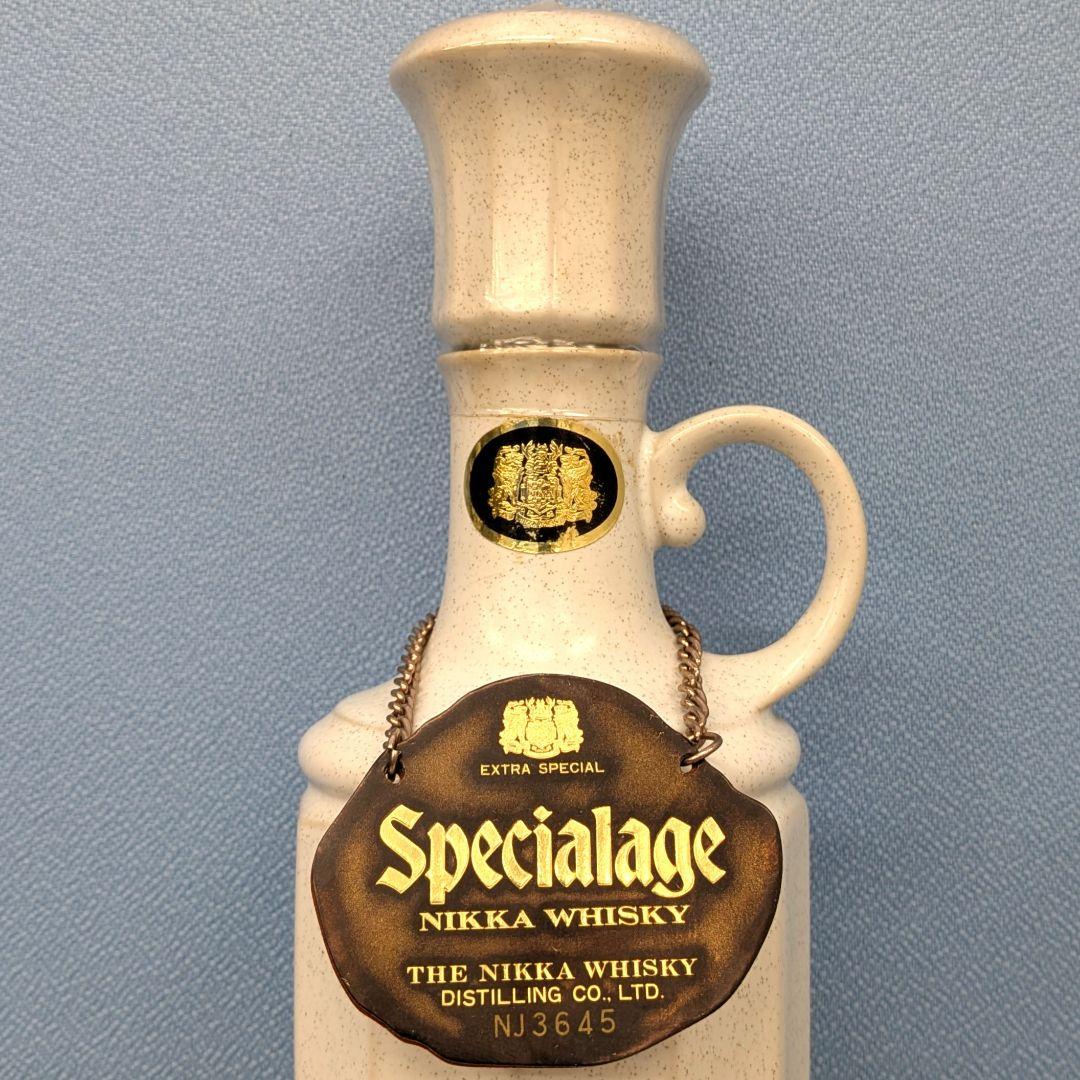 EXTRA SPECIAL
Specialage
NIKKA WHISKY
THE NIKKA WHISKY
DISTILLING CO., LTD.
NJ3645